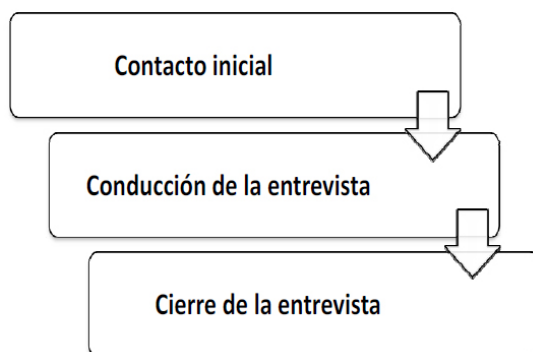 Contacto inicial
Conducción de la entrevista
Cierre de la entrevista